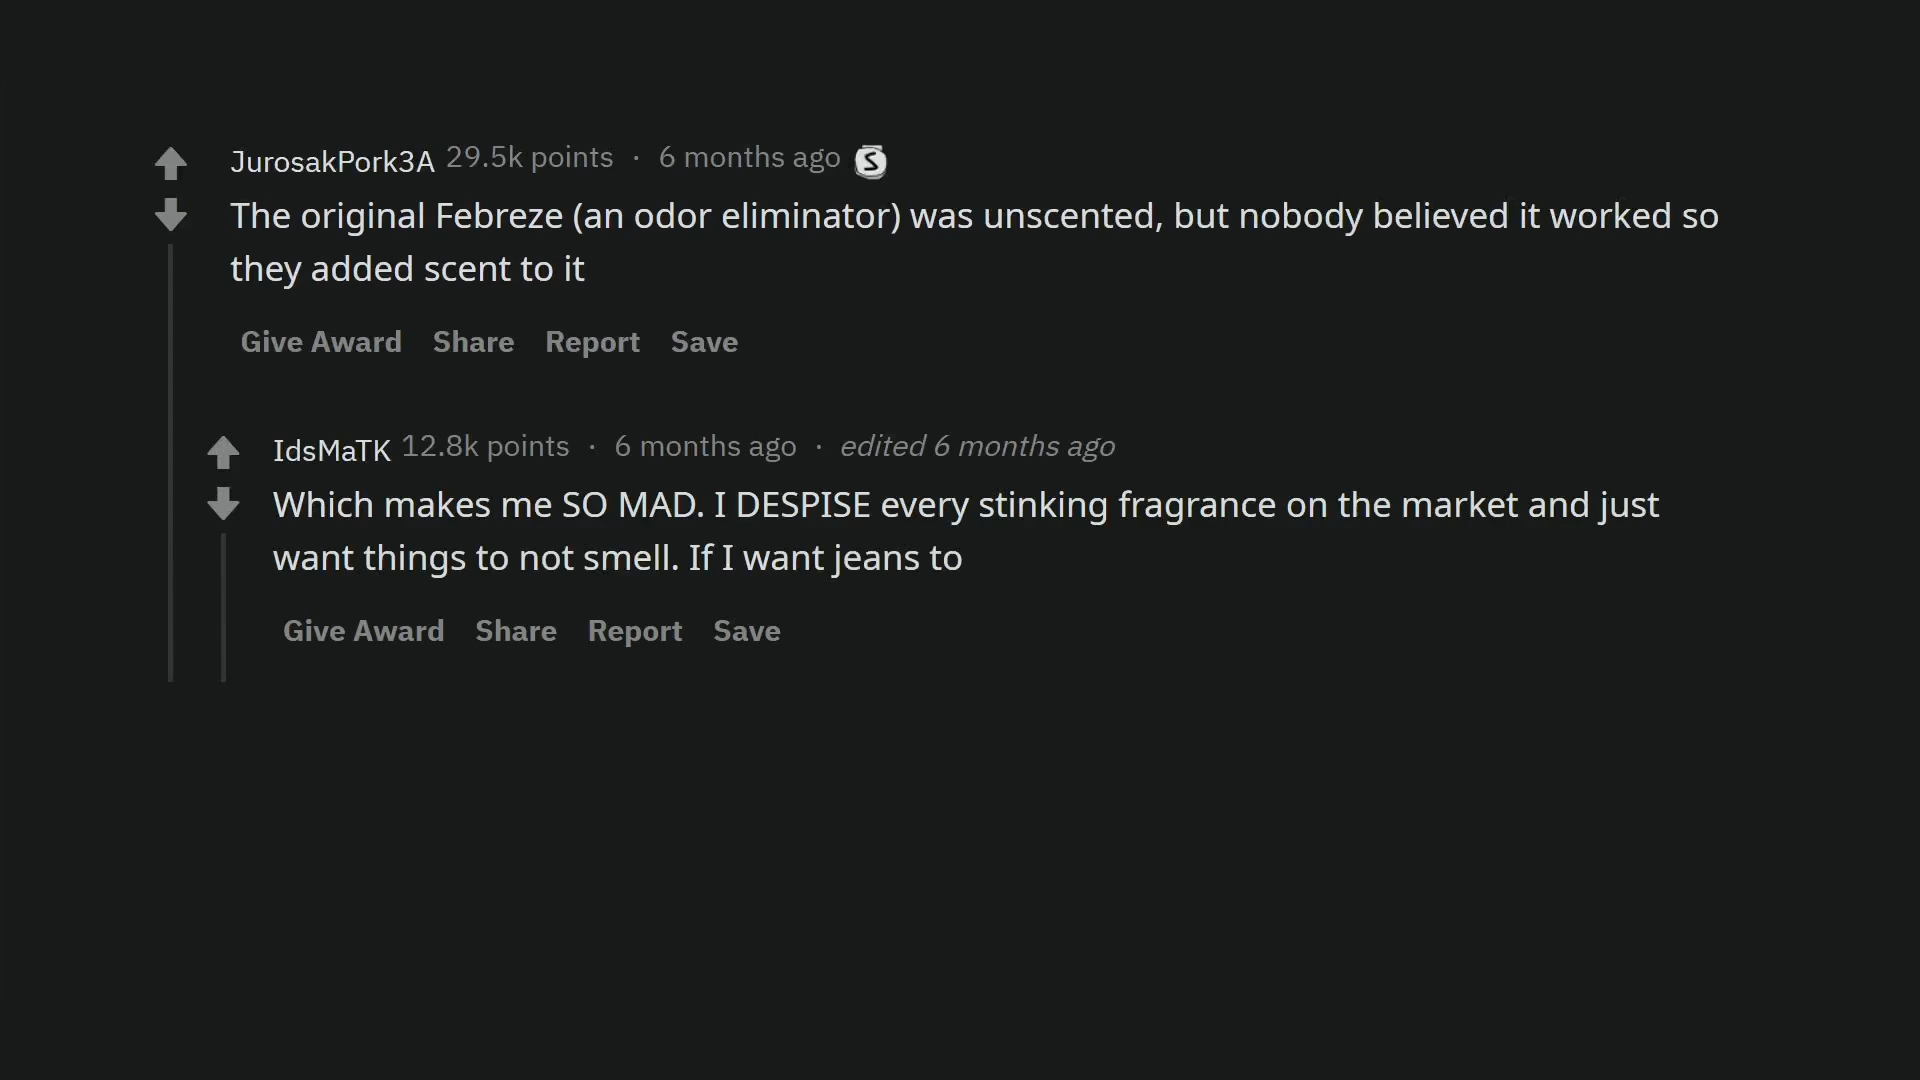 JurosakPork3A 29.5k points · 6 months ago S
The original Febreze (an odor eliminator) was unscented, but nobody believed it worked so
they added scent to it
Give Award Share Report Save
IdsMaTK 12.8k points · 6 months ago · edited 6 months ago
Which makes me SO MAD. I DESPISE every stinking fragrance on the market and just
want things to not smell. If I want jeans to
Give Award Share Report Save